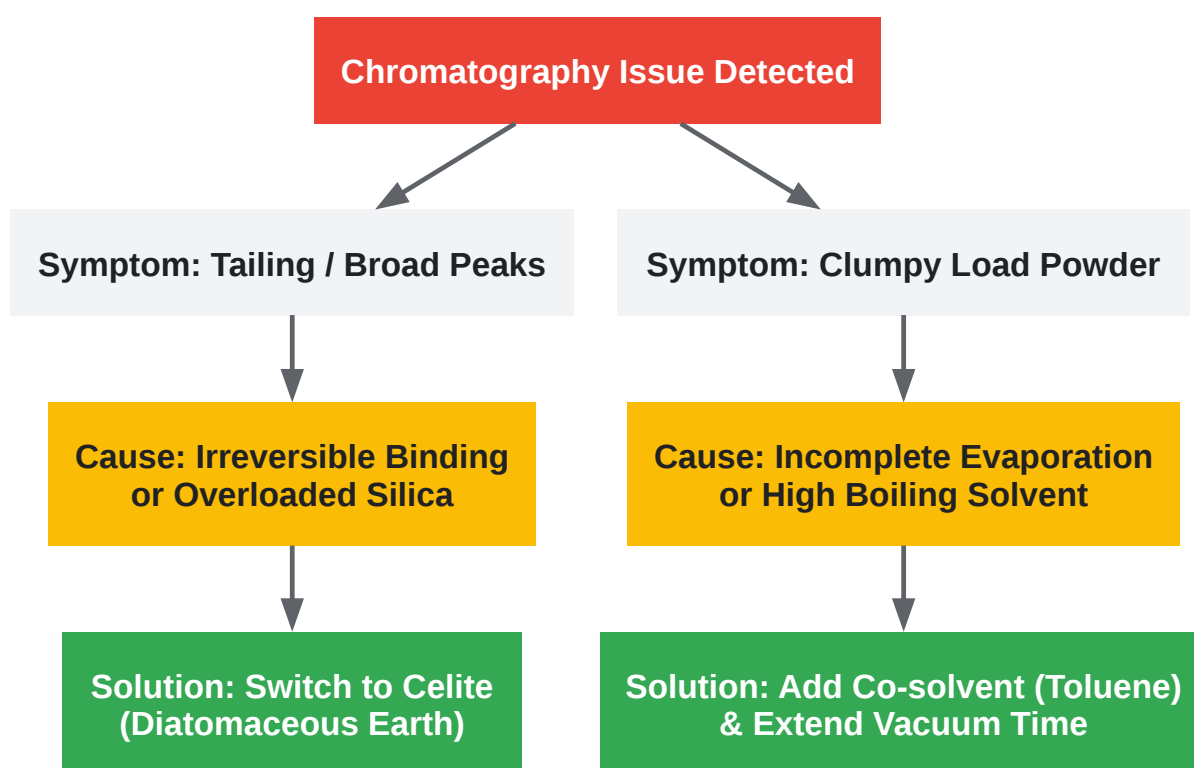 Chromatography Issue Detected
Symptom: Tailing / Broad Peaks
Symptom: Clumpy Load Powder
Cause: Irreversible Binding
or Overloaded Silica
Cause: Incomplete Evaporation
or High Boiling Solvent
Solution: Switch to Celite
(Diatomaceous Earth)
Solution: Add Co-solvent (Toluene)
& Extend Vacuum Time